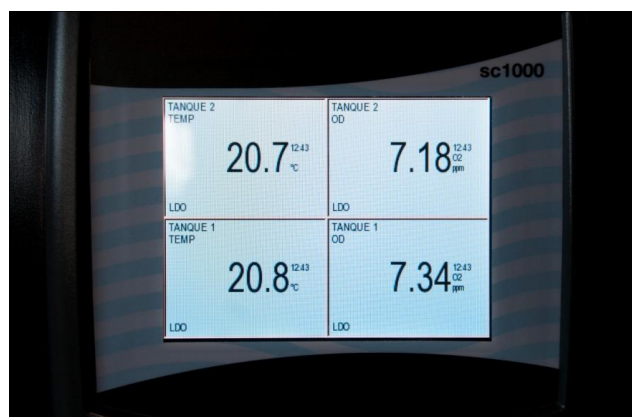 sc1000
TANQUE 2
TEMP
20.7
12:43
°C
LDO
TANQUE 2
OD
7.18
12:43
O2
ppm
LDO
TANQUE 1
TEMP
20.8
12:43
°C
LDO
TANQUE 1
OD
7.34
12:43
O2
ppm
LDO